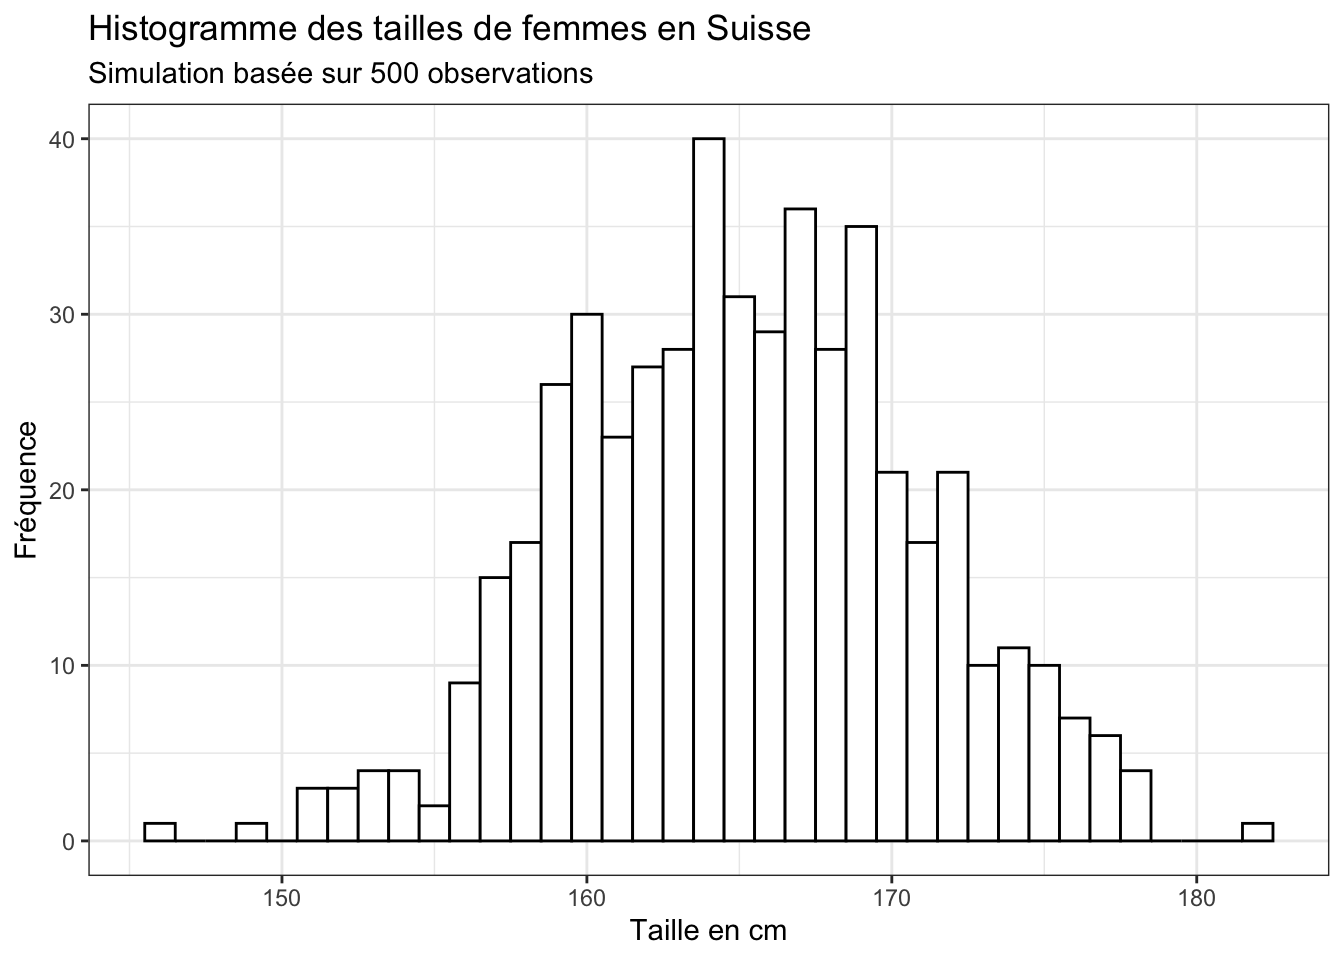 Histogramme des tailles de femmes en Suisse
Simulation basée sur 500 observations
40
30
20
10
0
Fréquence
150 160 170 180
Taille en cm